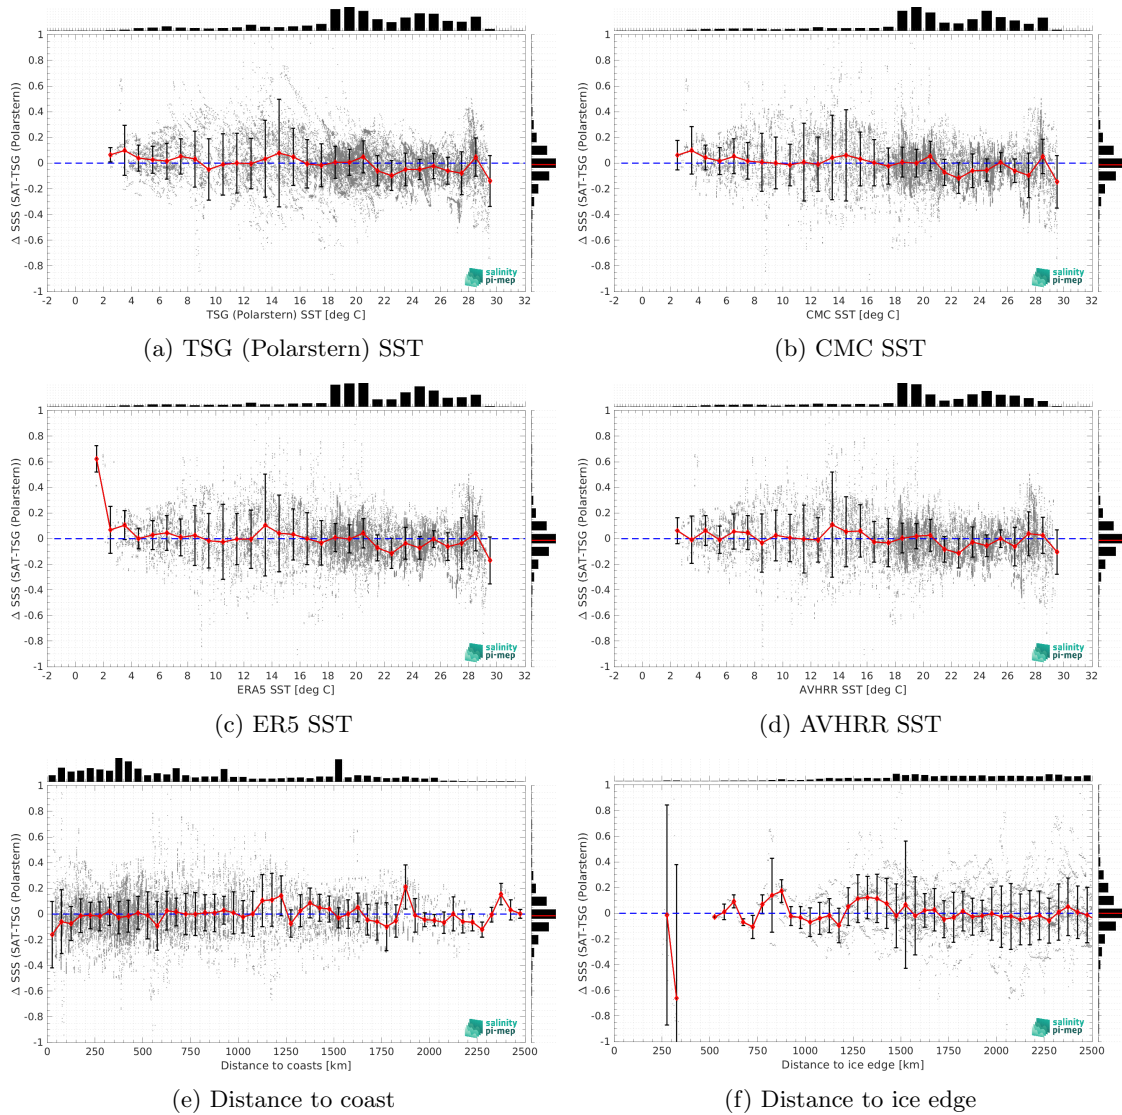 1
0.8
0.6
0.4
0.2
0
-0.2
-0.4
-0.6
-0.8
-1
Δ SSS (SAT-TSG (Polarstern))
-2 0 2 4 6 8 10 12 14 16 18 20 22 24 26 28 30 32
TSG (Polarstern) SST [deg C]
salinity
pi-mep
(a) TSG (Polarstern) SST
1
0.8
0.6
0.4
0.2
0
-0.2
-0.4
-0.6
-0.8
-1
Δ SSS (SAT-TSG (Polarstern))
-2 0 2 4 6 8 10 12 14 16 18 20 22 24 26 28 30 32
CMC SST [deg C]
salinity
pi-mep
(b) CMC SST
1
0.8
0.6
0.4
0.2
0
-0.2
-0.4
-0.6
-0.8
-1
Δ SSS (SAT-TSG (Polarstern))
-2 0 2 4 6 8 10 12 14 16 18 20 22 24 26 28 30 32
ERA5 SST [deg C]
salinity
pi-mep
(c) ER5 SST
1
0.8
0.6
0.4
0.2
0
-0.2
-0.4
-0.6
-0.8
-1
Δ SSS (SAT-TSG (Polarstern))
-2 0 2 4 6 8 10 12 14 16 18 20 22 24 26 28 30 32
AVHRR SST [deg C]
salinity
pi-mep
(d) AVHRR SST
1
0.8
0.6
0.4
0.2
0
-0.2
-0.4
-0.6
-0.8
-1
Δ SSS (SAT-TSG (Polarstern))
0 250 500 750 1000 1250 1500 1750 2000 2250 2500
Distance to coasts [km]
salinity
pi-mep
(e) Distance to coast
1
0.8
0.6
0.4
0.2
0
-0.2
-0.4
-0.6
-0.8
-1
Δ SSS (SAT-TSG (Polarstern))
0 250 500 750 1000 1250 1500 1750 2000 2250 2500
Distance to ice edge [km]
salinity
pi-mep
(f) Distance to ice edge